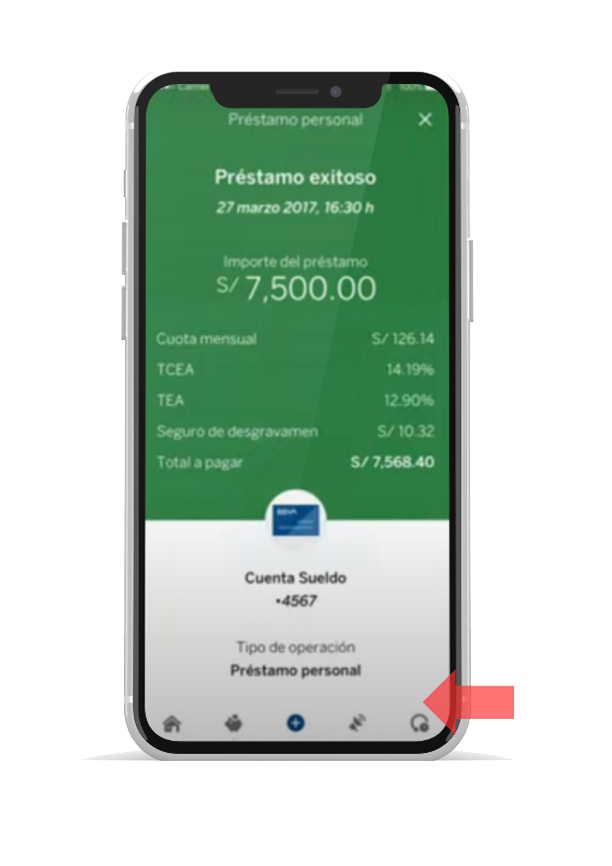 Préstamo personal
Préstamo exitoso
27 marzo 2017, 16:30 h
Importe del préstamo
S/ 7,500.00
Cuota mensual S/ 126.14
TCEA 14.19%
TEA 12.90%
Seguro de desgravamen S/ 10.32
Total a pagar S/ 7,568.40
BBVA
Cuenta Sueldo
•4567
Tipo de operación
Préstamo personal